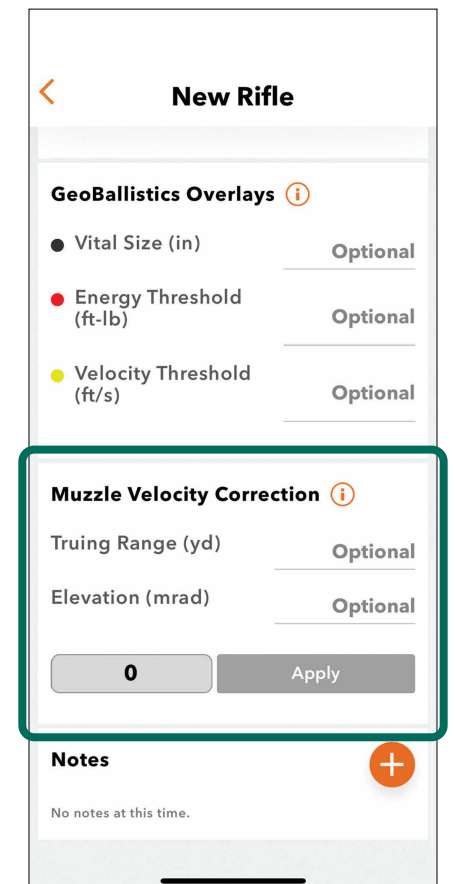 New Rifle
GeoBallistics Overlays i
Vital Size (in) Optional
Energy Threshold
(ft-lb) Optional
Velocity Threshold
(ft/s) Optional
Muzzle Velocity Correction i
Truing Range (yd) Optional
Elevation (mrad) Optional
0 Apply
Notes
No notes at this time.